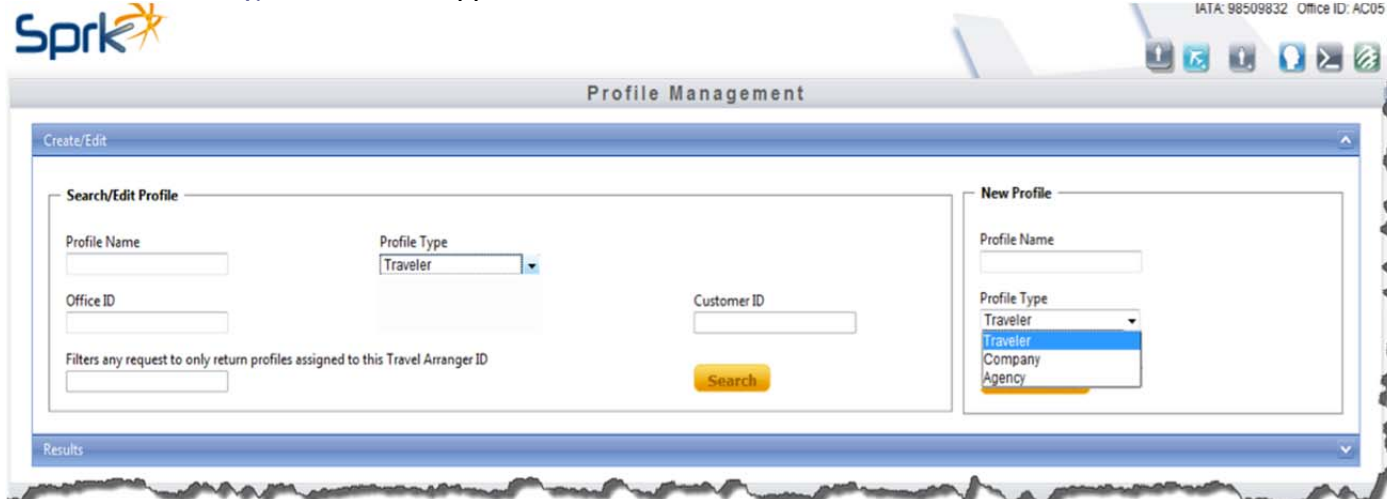 IATA: 98509832 Office ID: AC05
Sprk
Profile Management
Create/Edit
Search/Edit Profile
Profile Name
Profile Type
Traveler
Office ID
Customer ID
Filters any request to only return profiles assigned to this Travel Arranger ID
Search
New Profile
Profile Name
Profile Type
Traveler
Traveler
Company
Agency
Results